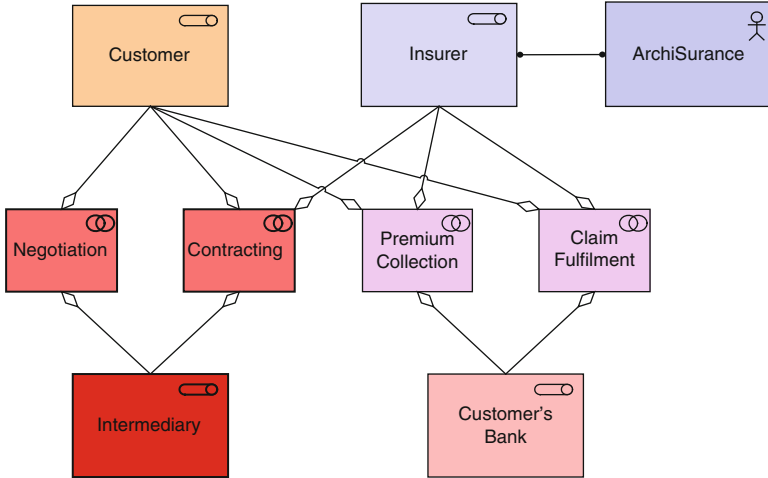 Customer
Insurer
ArchiSurance
Negotiation
Contracting
Premium
Collection
Claim
Fulfilment
Intermediary
Customer's
Bank